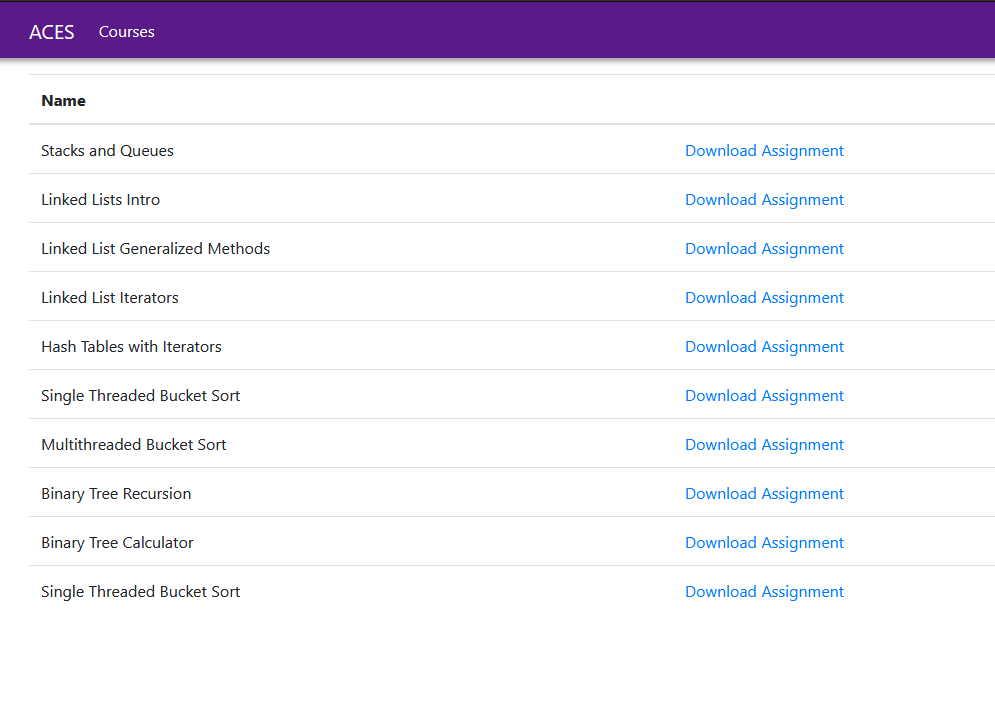 ACES Courses
Name
Stacks and Queues Download Assignment
Linked Lists Intro Download Assignment
Linked List Generalized Methods Download Assignment
Linked List Iterators Download Assignment
Hash Tables with Iterators Download Assignment
Single Threaded Bucket Sort Download Assignment
Multithreaded Bucket Sort Download Assignment
Binary Tree Recursion Download Assignment
Binary Tree Calculator Download Assignment
Single Threaded Bucket Sort Download Assignment